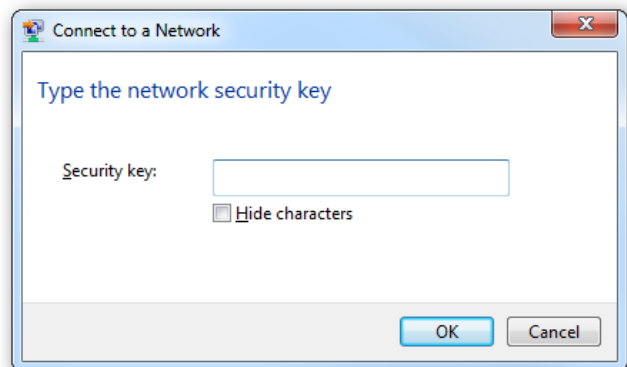 Connect to a Network
Type the network security key
Security key:
Hide characters
OK Cancel